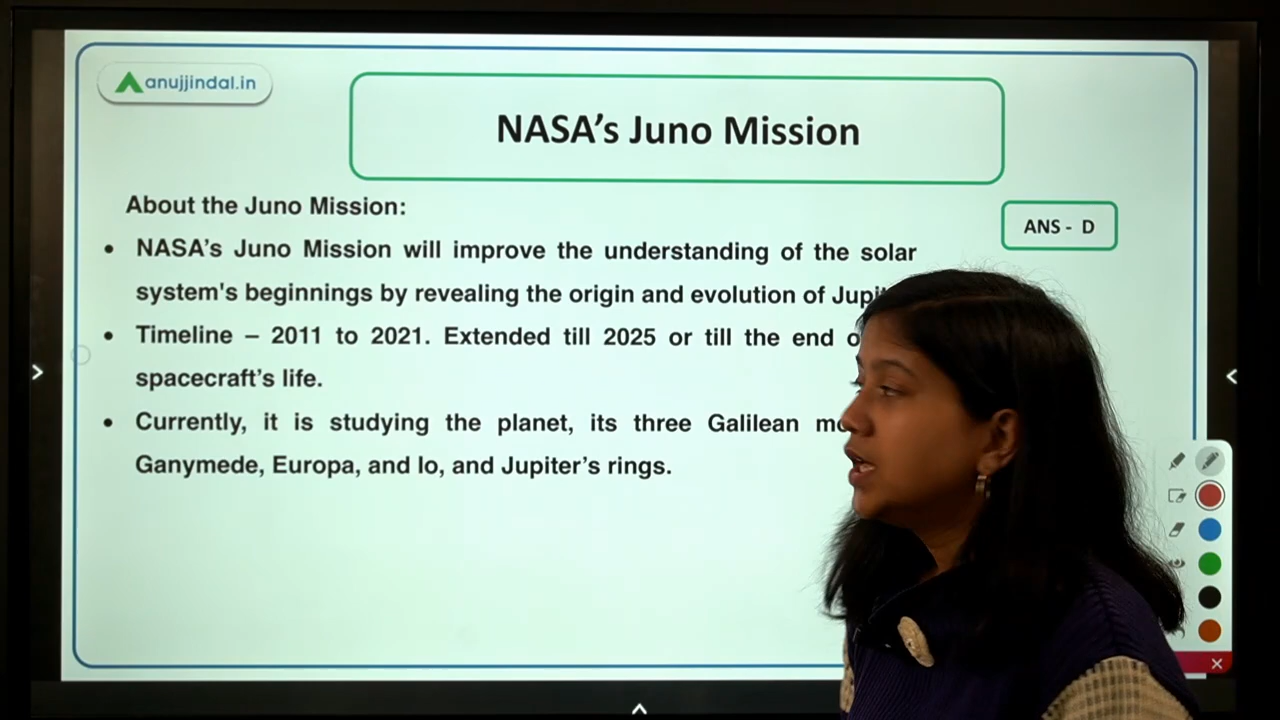 anujjindal.in
NASA's Juno Mission
About the Juno Mission:
ANS - D
• NASA's Juno Mission will improve the understanding of the solar
system's beginnings by revealing the origin and evolution of
• Timeline – 2011 to 2021. Extended till 2025 or till the end
spacecraft's life.
• Currently, it is studying the planet, its three Galilean
Ganymede, Europa, and Io, and Jupiter's rings.